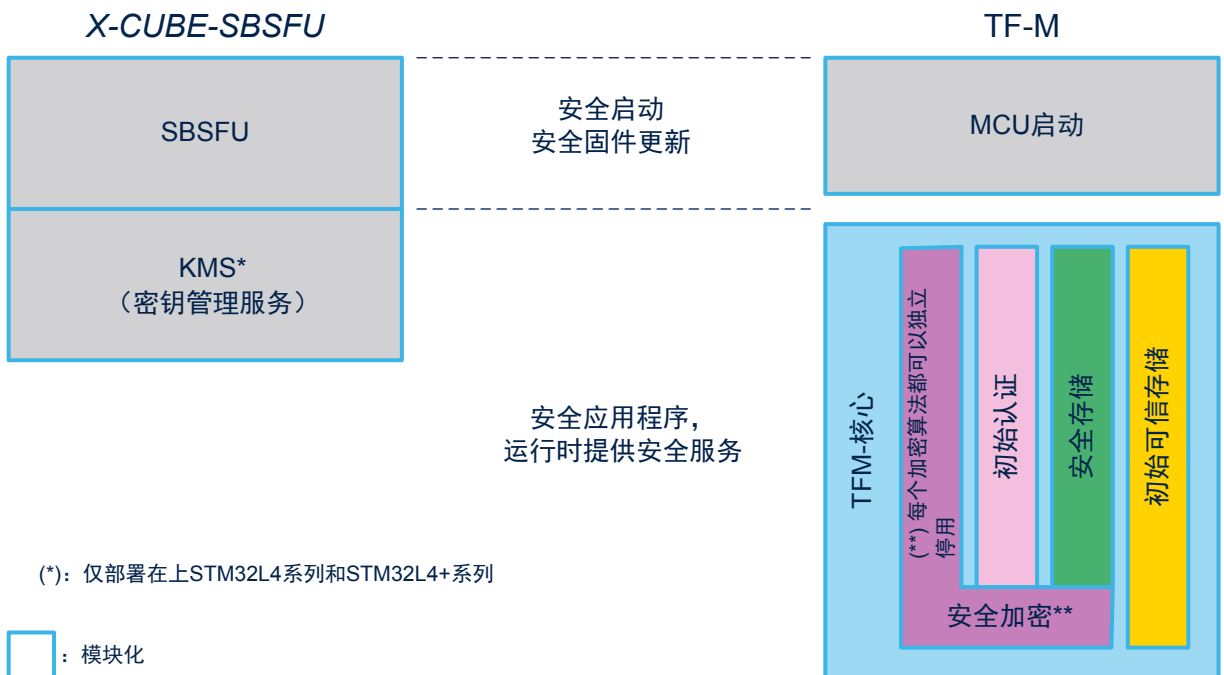 X-CUBE-SBSFU
TF-M
SBSFU
安全启动
安全固件更新
MCU启动
KMS*
（密钥管理服务）
安全应用程序，
运行时提供安全服务
TFM-核心
(**) 每个加密算法都可以独立
停用
初始认证
安全存储
初始可信存储
安全加密**
(*)：仅部署在上STM32L4系列和STM32L4+系列
：模块化